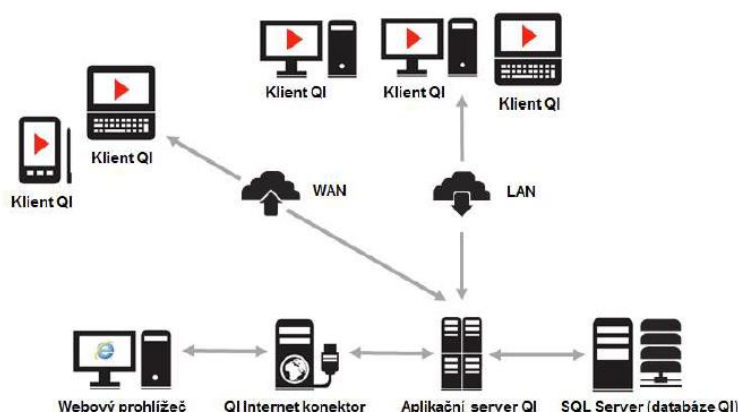 Klient QI
Klient QI
Klient QI
Klient QI
Klient QI
WAN
LAN
Webový prohlížeč
QI Internet konektor
Aplikační server QI
SQL Server (databáze QI)